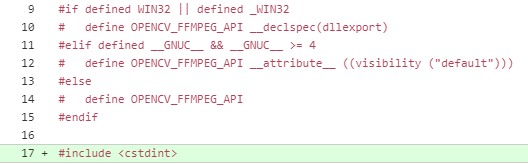 9 #if defined WIN32 || defined _WIN32
10 #   define OPENCV_FFMPEG_API __declspec(dllexport)
11 #elif defined __GNUC__ && __GNUC__ >= 4
12 #   define OPENCV_FFMPEG_API __attribute__ ((visibility ("default")))
13 #else
14 #   define OPENCV_FFMPEG_API
15 #endif
16
17 + #include <cstdint>